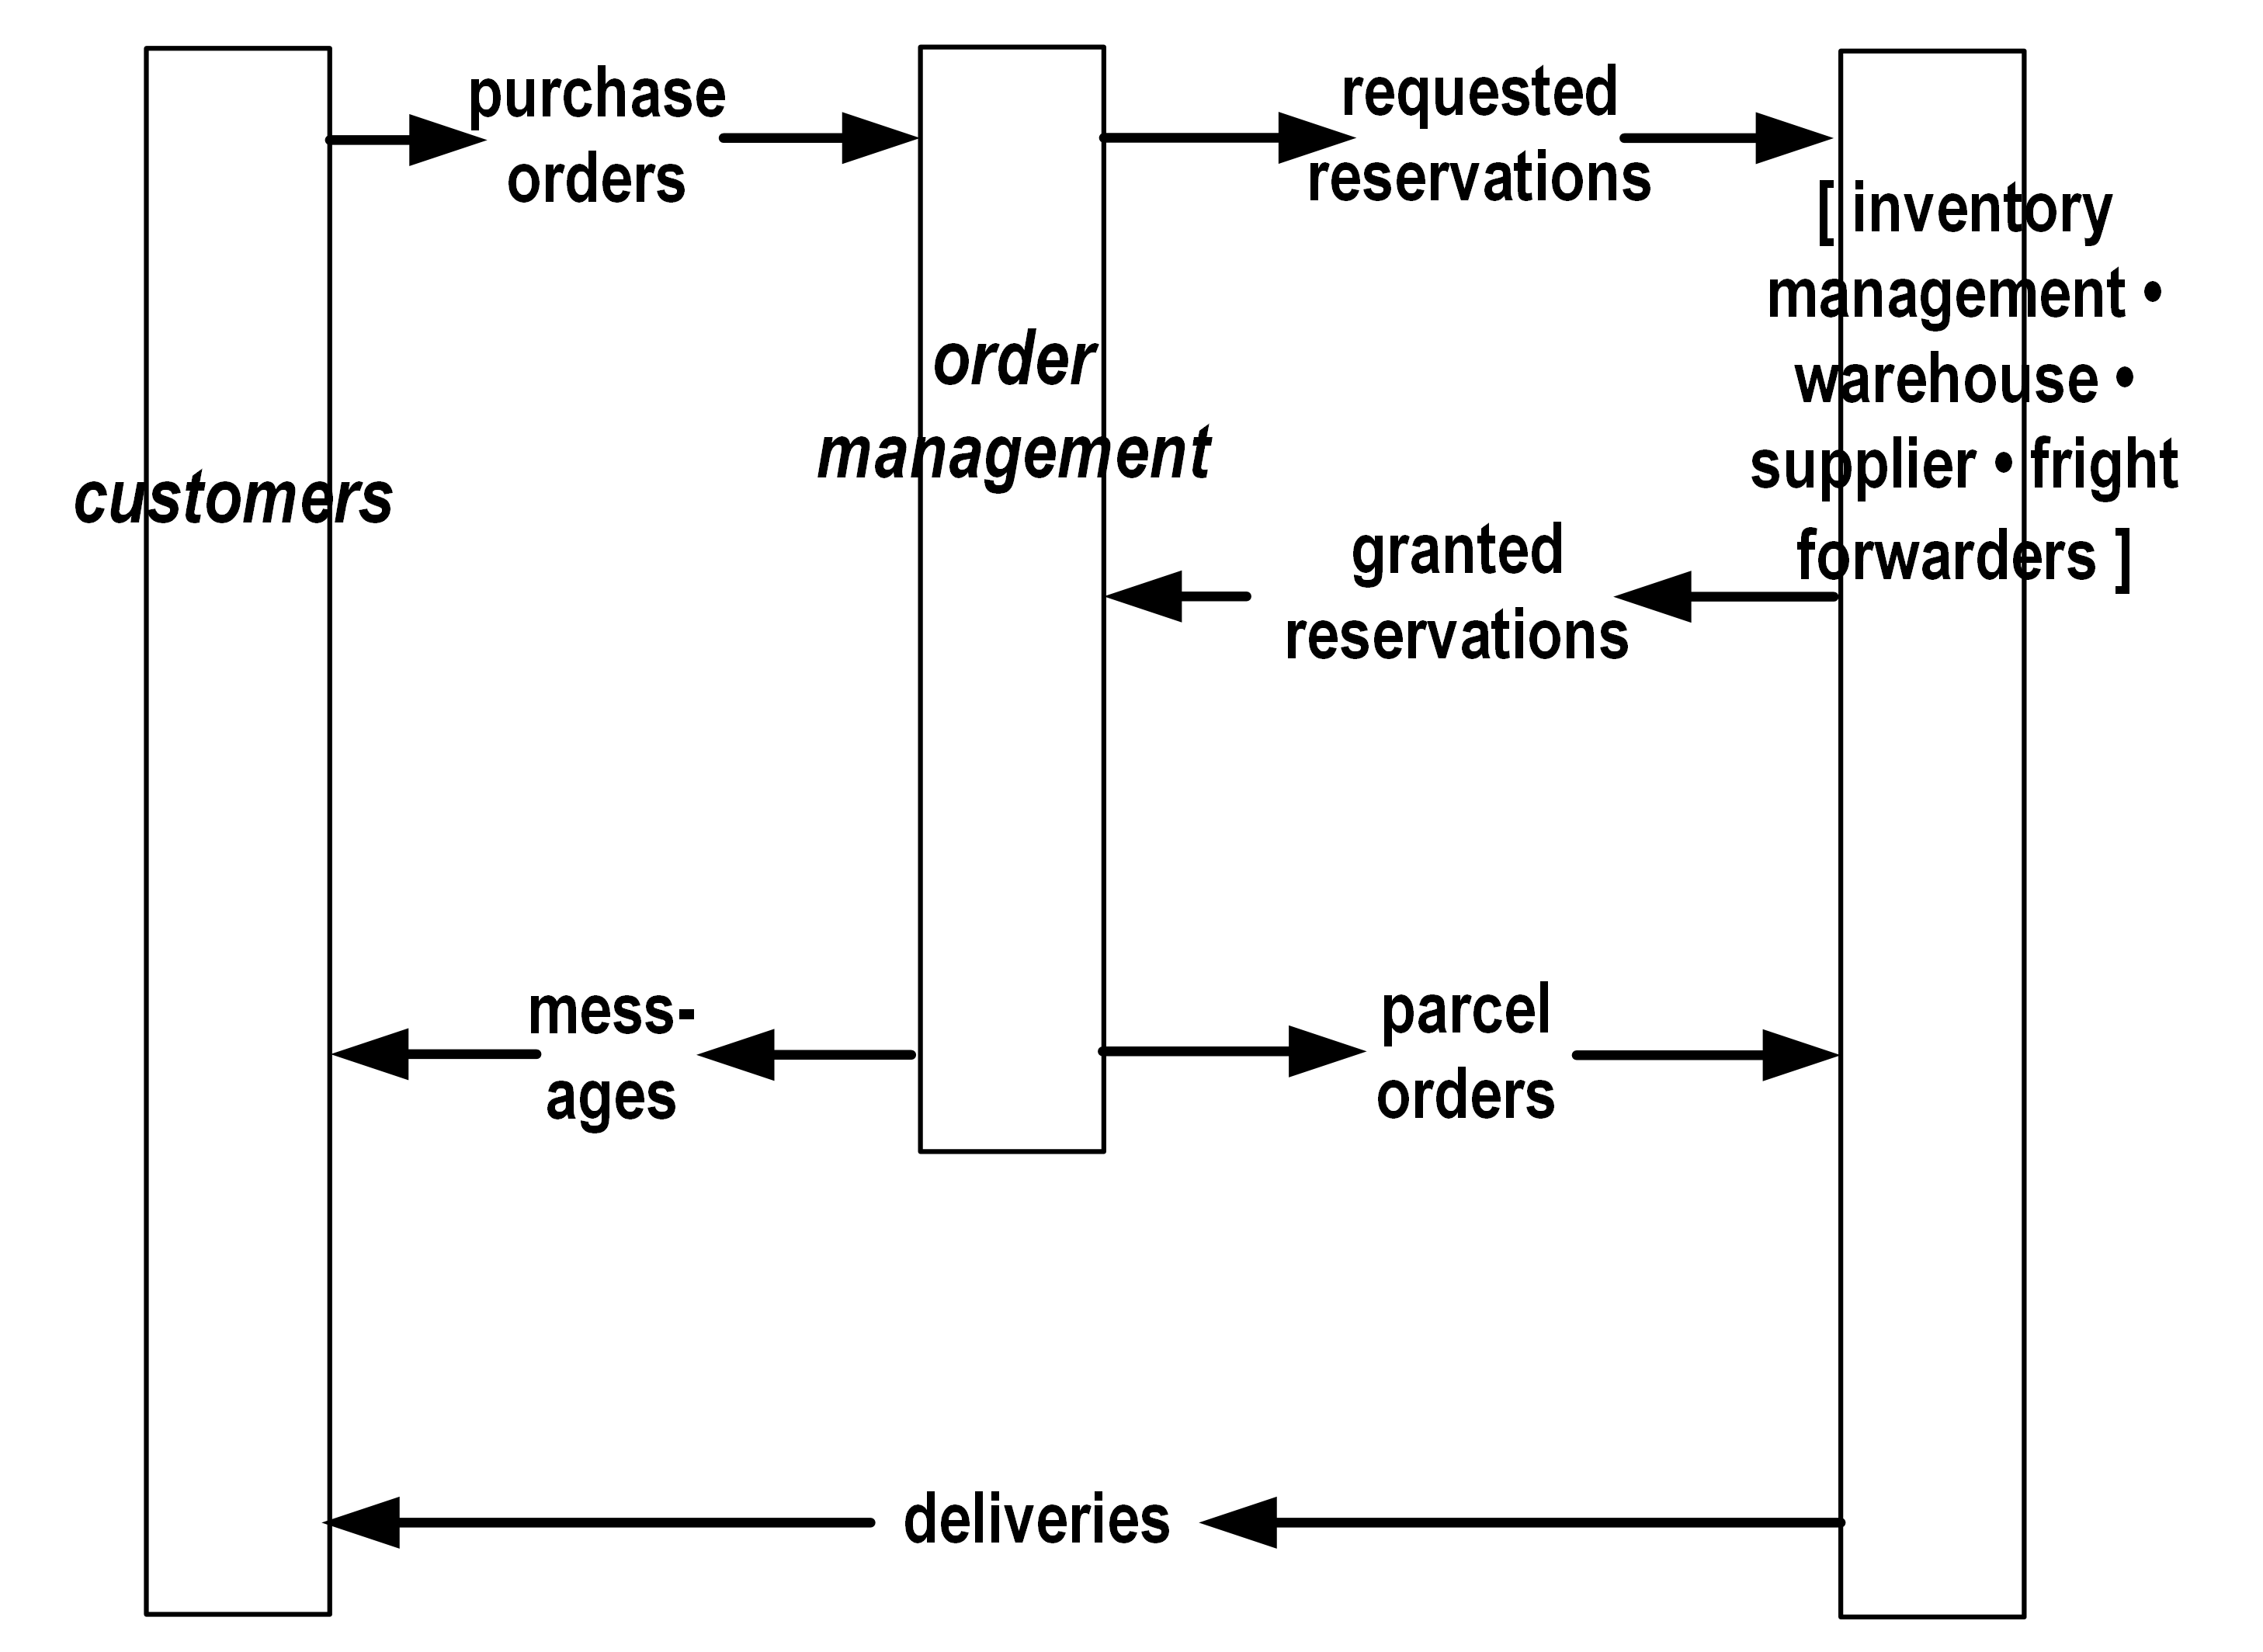 purchase
orders
requested
reservations
[ inventory
management •
warehouse •
supplier • fright
forwarders ]
order
management
customers
granted
reservations
mess-
ages
parcel
orders
deliveries